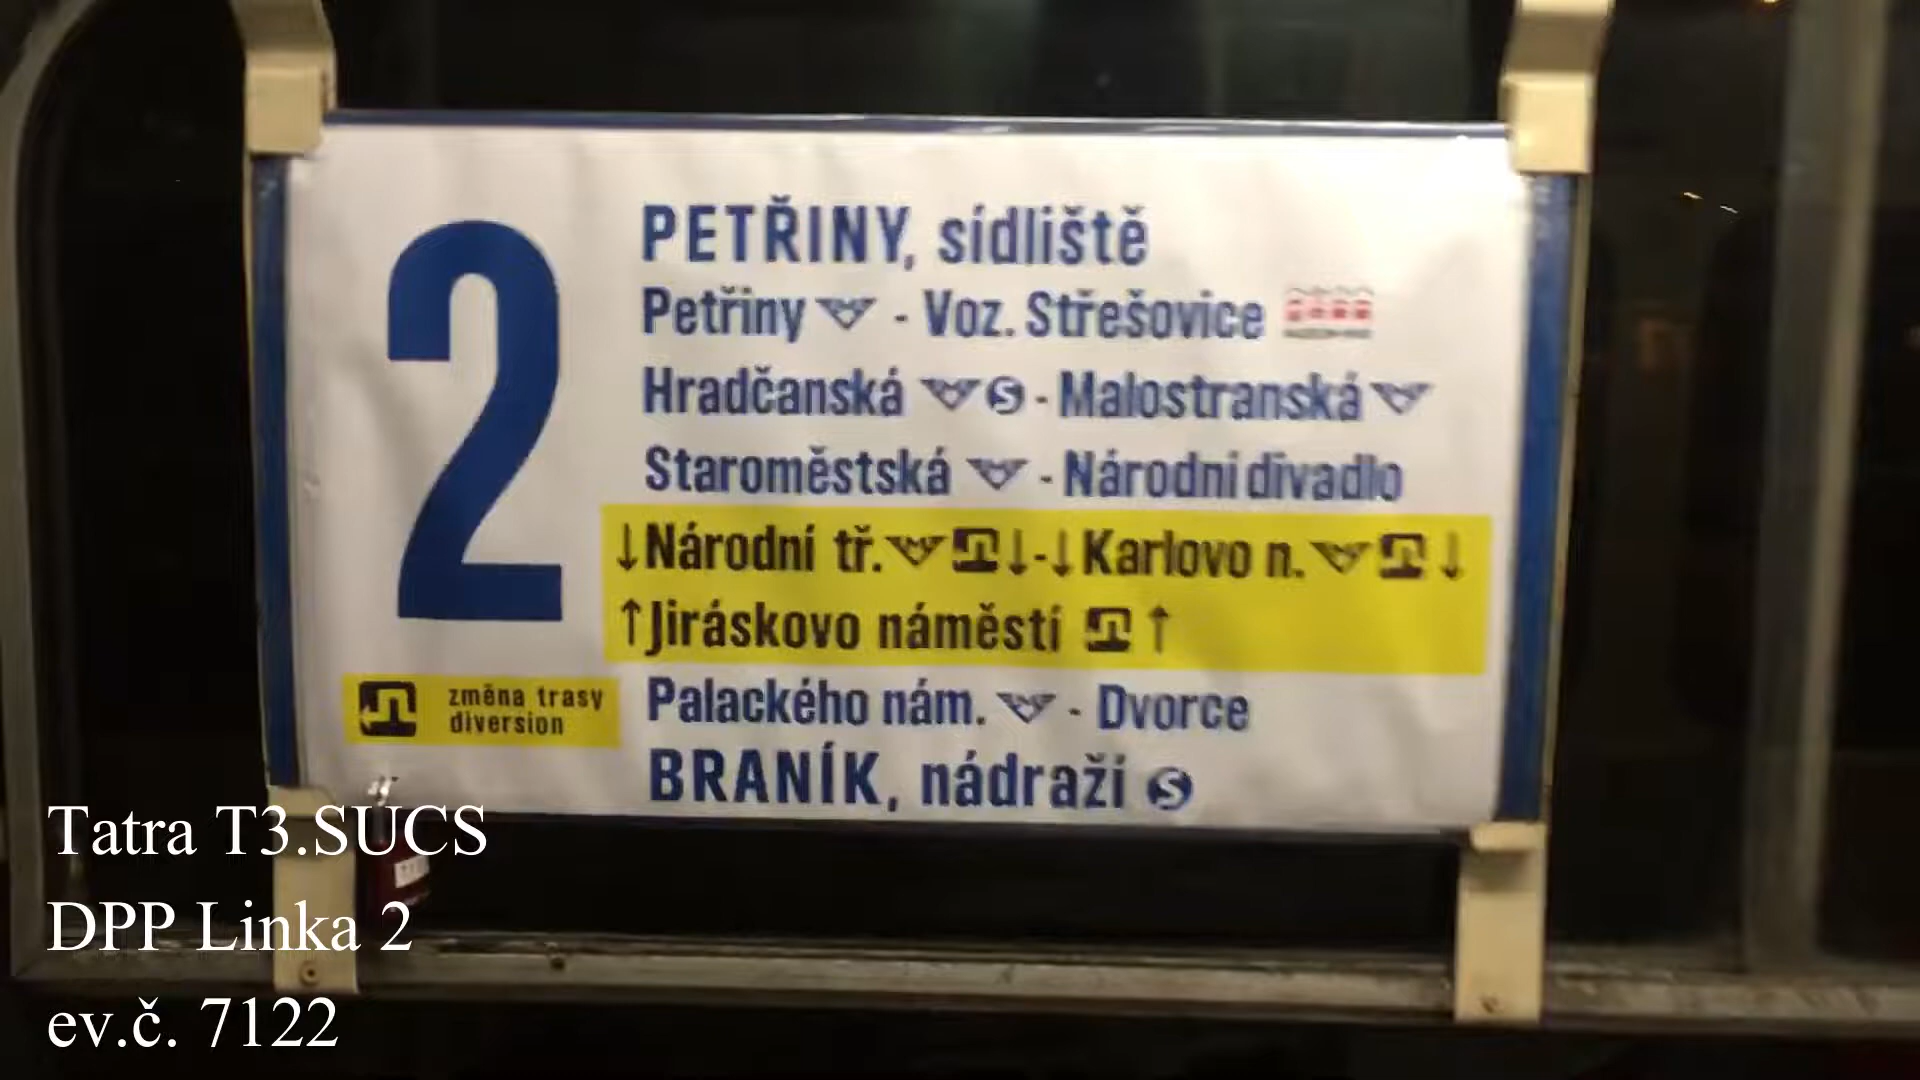 2
PETŘINY, sídliště
Petřiny - Voz. Střešovice
Hradčanská S - Malostranská
Staroměstská - Národní divadlo
↓Národní tř. ↓-↓Karlovo n. ↓
↑Jiráskovo náměstí ↑
změna trasy
diversion
Palackého nám. - Dvorce
BRANÍK, nádraží S
Tatra T3.SUCS
DPP Linka 2
ev.č. 7122